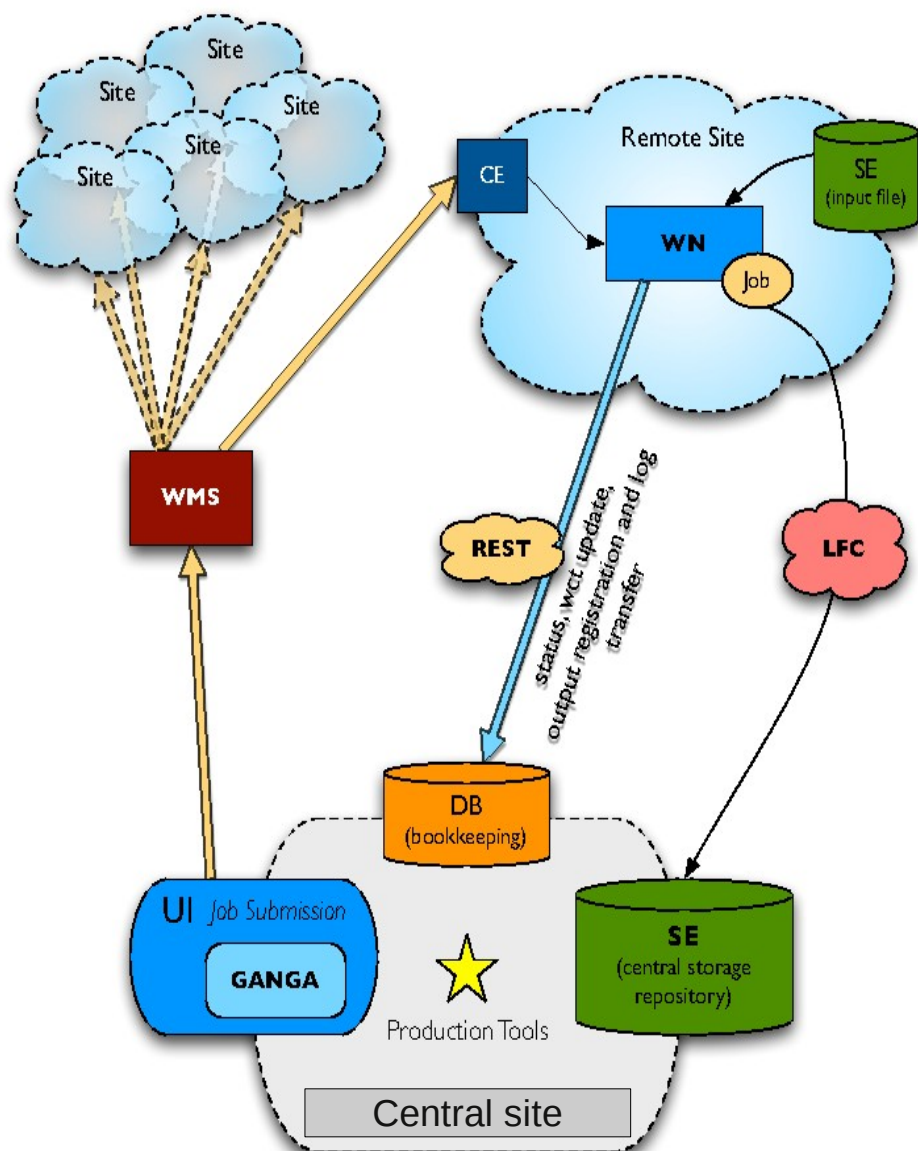 Site
Site
Site
Site
Site
Remote Site
CE
SE
(input file)
WN
Job
WMS
REST
status, wct update,
output registration and log
transfer
LFC
DB
(bookkeeping)
UI Job Submission
GANGA
SE
(central storage
repository)
Production Tools
Central site